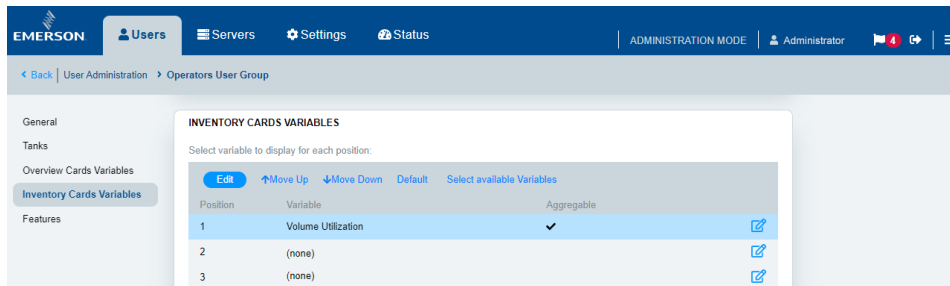 EMERSON
Users
Servers
Settings
Status
ADMINISTRATION MODE
Administrator
4
Back
User Administration
Operators User Group
General
Tanks
Overview Cards Variables
Inventory Cards Variables
Features
INVENTORY CARDS VARIABLES
Select variable to display for each position:
Edit
Move Up
Move Down
Default
Select available Variables
Position Variable Aggregable
1 Volume Utilization
2 (none)
3 (none)